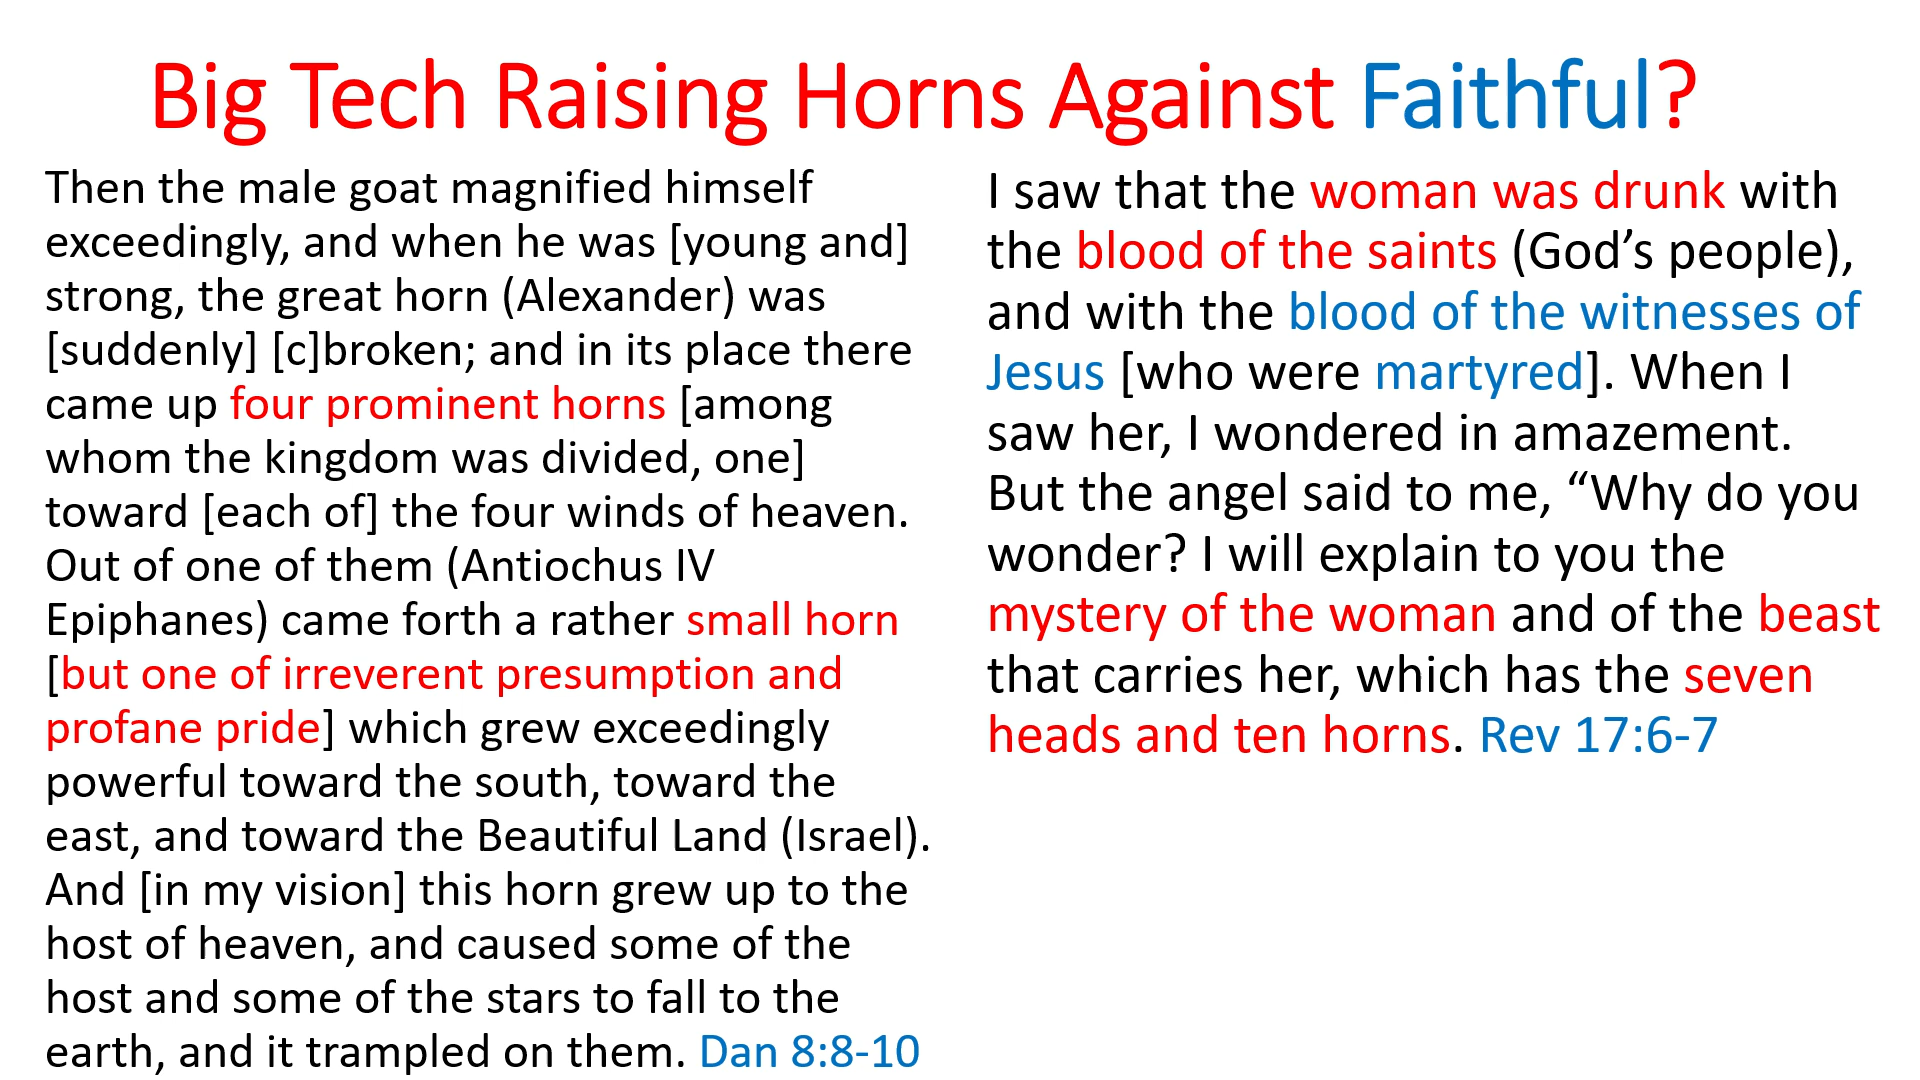 Big Tech Raising Horns Against Faithful?
Then the male goat magnified himself
exceedingly, and when he was [young and]
strong, the great horn (Alexander) was
[suddenly] [c]broken; and in its place there
came up four prominent horns [among
whom the kingdom was divided, one]
toward [each of] the four winds of heaven.
Out of one of them (Antiochus IV
Epiphanes) came forth a rather small horn
[but one of irreverent presumption and
profane pride] which grew exceedingly
powerful toward the south, toward the
east, and toward the Beautiful Land (Israel).
And [in my vision] this horn grew up to the
host of heaven, and caused some of the
host and some of the stars to fall to the
earth, and it trampled on them. Dan 8:8-10
I saw that the woman was drunk with
the blood of the saints (God’s people),
and with the blood of the witnesses of
Jesus [who were martyred]. When I
saw her, I wondered in amazement.
But the angel said to me, “Why do you
wonder? I will explain to you the
mystery of the woman and of the beast
that carries her, which has the seven
heads and ten horns. Rev 17:6-7